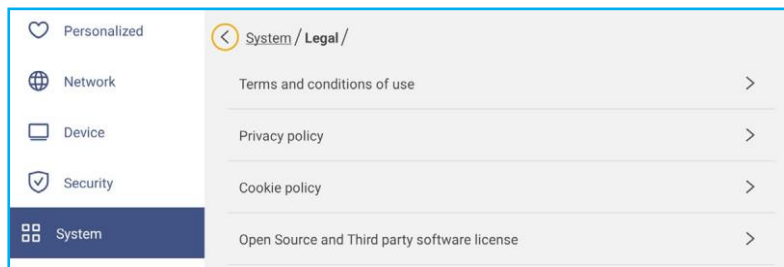 Personalized
Network
Device
Security
System
System / Legal /
Terms and conditions of use
Privacy policy
Cookie policy
Open Source and Third party software license